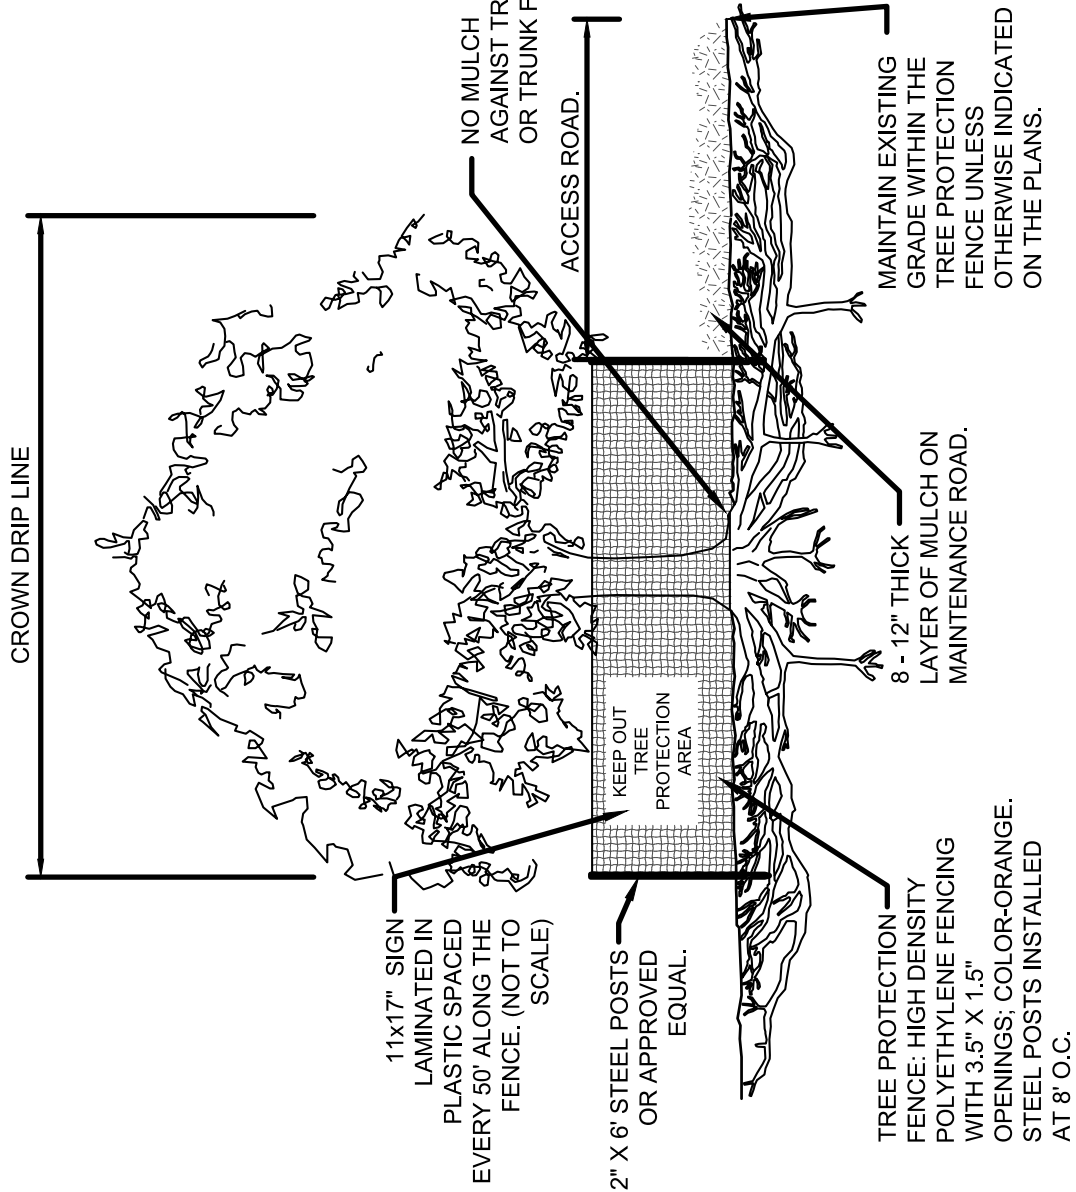 CROWN DRIP LINE
NO MULCH
AGAINST
OR TRUNK
ACCESS ROAD.
11x17" SIGN
LAMINATED IN
PLASTIC SPACED
EVERY 50' ALONG THE
FENCE. (NOT TO
SCALE)
KEEP OUT
TREE
PROTECTION
AREA
2" X 6' STEEL POSTS
OR APPROVED
EQUAL.
TREE PROTECTION
FENCE: HIGH DENSITY
POLYETHYLENE FENCING
WITH 3.5" X 1.5"
OPENINGS; COLOR-ORANGE.
STEEL POSTS INSTALLED
AT 8' O.C.
8 - 12" THICK
LAYER OF MULCH ON
MAINTENANCE ROAD.
MAINTAIN EXISTING
GRADE WITHIN THE
TREE PROTECTION
FENCE UNLESS
OTHERWISE INDICATED
ON THE PLANS.